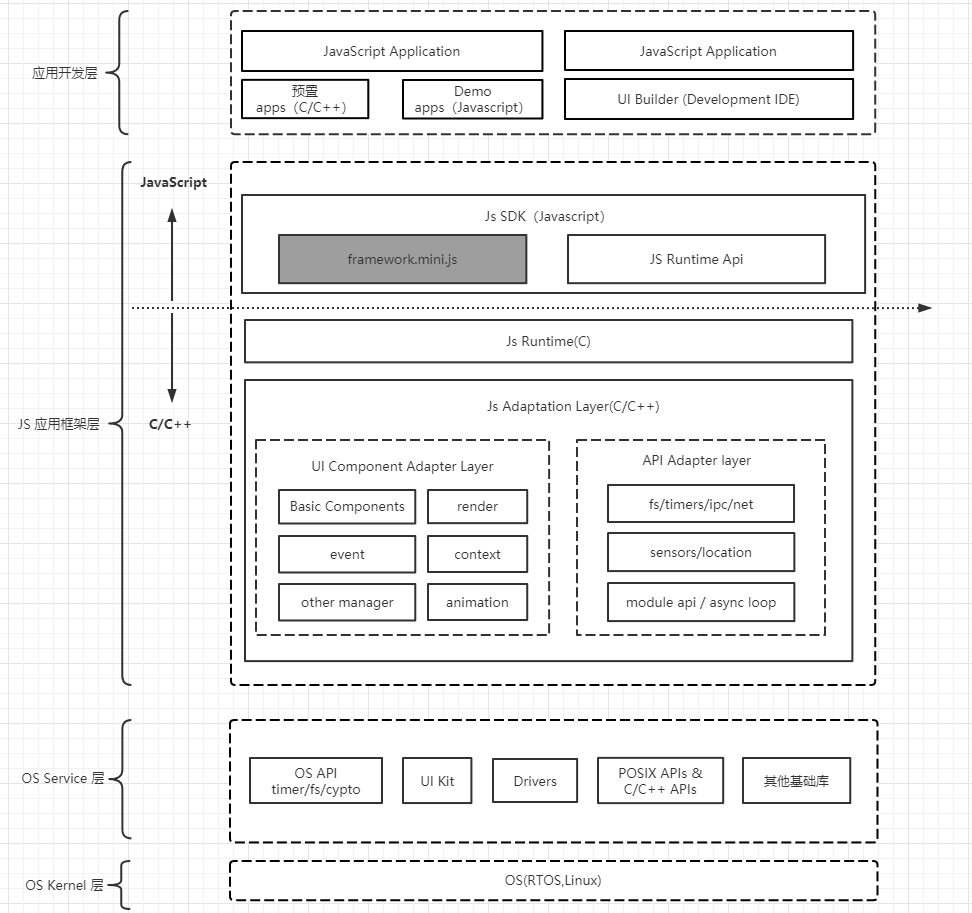 应用开发层
JavaScript Application
JavaScript Application
预置
apps（C/C++）
Demo
apps（Javascript）
UI Builder (Development IDE)
JS 应用框架层
JavaScript
C/C++
Js SDK（Javascript）
framework.mini.js
JS Runtime Api
Js Runtime(C)
Js Adaptation Layer(C/C++)
UI Component Adapter Layer
Basic Components
render
event
context
other manager
animation
API Adapter layer
fs/timers/ipc/net
sensors/location
module api / async loop
OS Service 层
OS API
timer/fs/cypto
UI Kit
Drivers
POSIX APIs &
C/C++ APIs
其他基础库
OS Kernel 层
OS(RTOS,Linux)